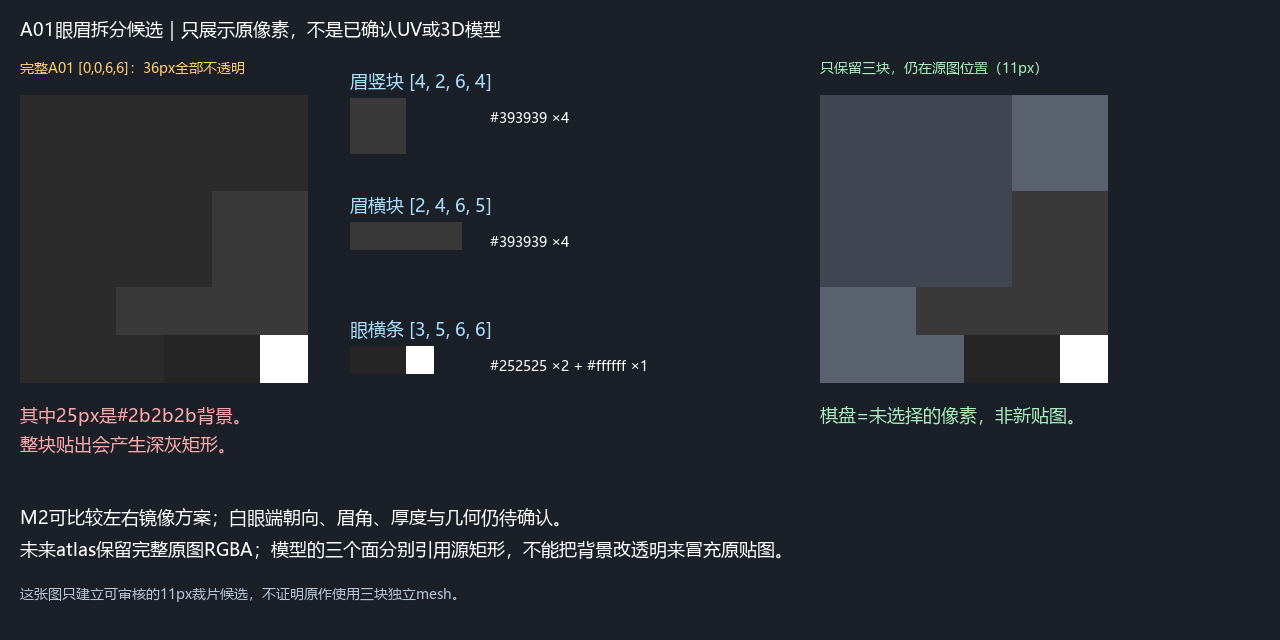 A01眼眉拆分候选 | 只展示原像素，不是已确认UV或3D模型
完整A01 [0,0,6,6]：36px全部不透明
眉竖块 [4, 2, 6, 4]
#393939 ×4
眉横块 [2, 4, 6, 5]
#393939 ×4
眼横条 [3, 5, 6, 6]
#252525 ×2 + #ffffff ×1
只保留三块，仍在源图位置（11px）
其中25px是#2b2b2b背景。
整块贴出会产生深灰矩形。
棋盘=未选择的像素，非新贴图。
M2可比较左右镜像方案；白眼端朝向、眉角、厚度与几何仍待确认。
未来atlas保留完整原图RGBA；模型的三个面分别引用源矩形，不能把背景改透明来冒充原贴图。
这张图只建立可审核的11px裁片候选，不证明原作使用三块独立mesh。